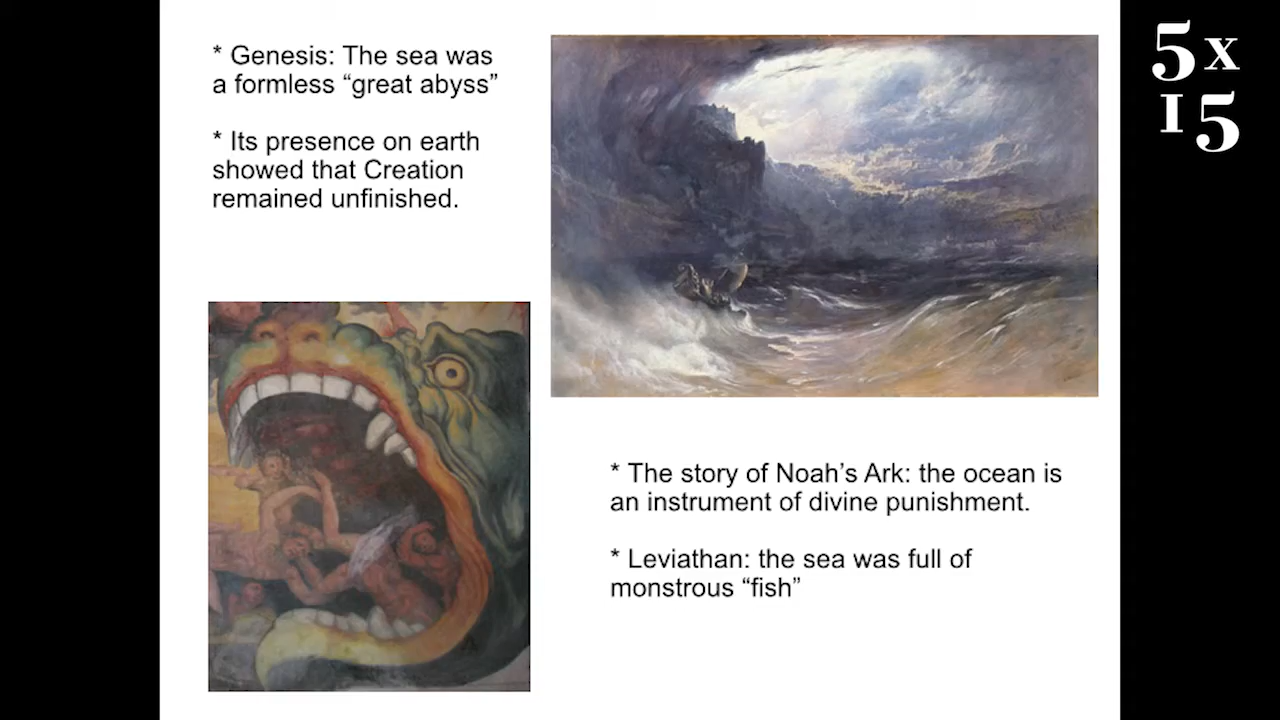 * Genesis: The sea was
a formless “great abyss”
* Its presence on earth
showed that Creation
remained unfinished.
* The story of Noah’s Ark: the ocean is
an instrument of divine punishment.
* Leviathan: the sea was full of
monstrous “fish”
5x
15